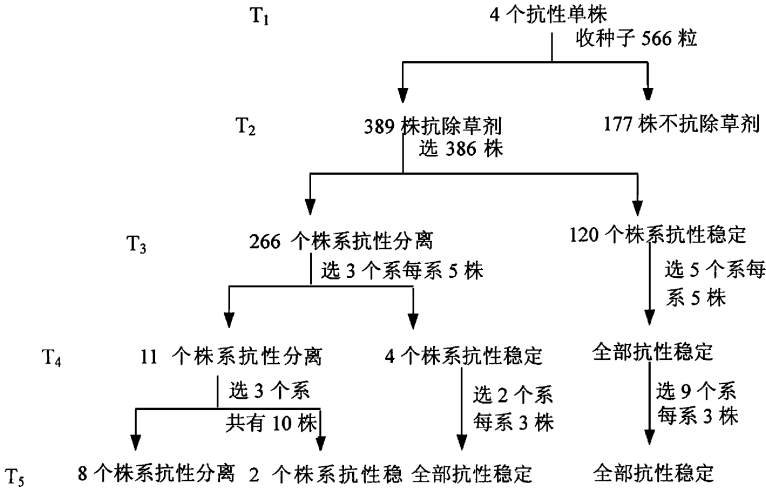 T1 4 个抗性单株
收种子 566 粒
T2 389 株抗除草剂 177 株不抗除草剂
选 386 株
T3 266 个株系抗性分离 120 个株系抗性稳定
选 3 个系每系 5 株 选 5 个系每
系 5 株
T4 11 个株系抗性分离 4 个株系抗性稳定 全部抗性稳定
选 3 个系 选 2 个系 选 9 个系
共有 10 株 每系 3 株 每系 3 株
T5 8 个株系抗性分离 2 个株系抗性稳 全部抗性稳定 全部抗性稳定